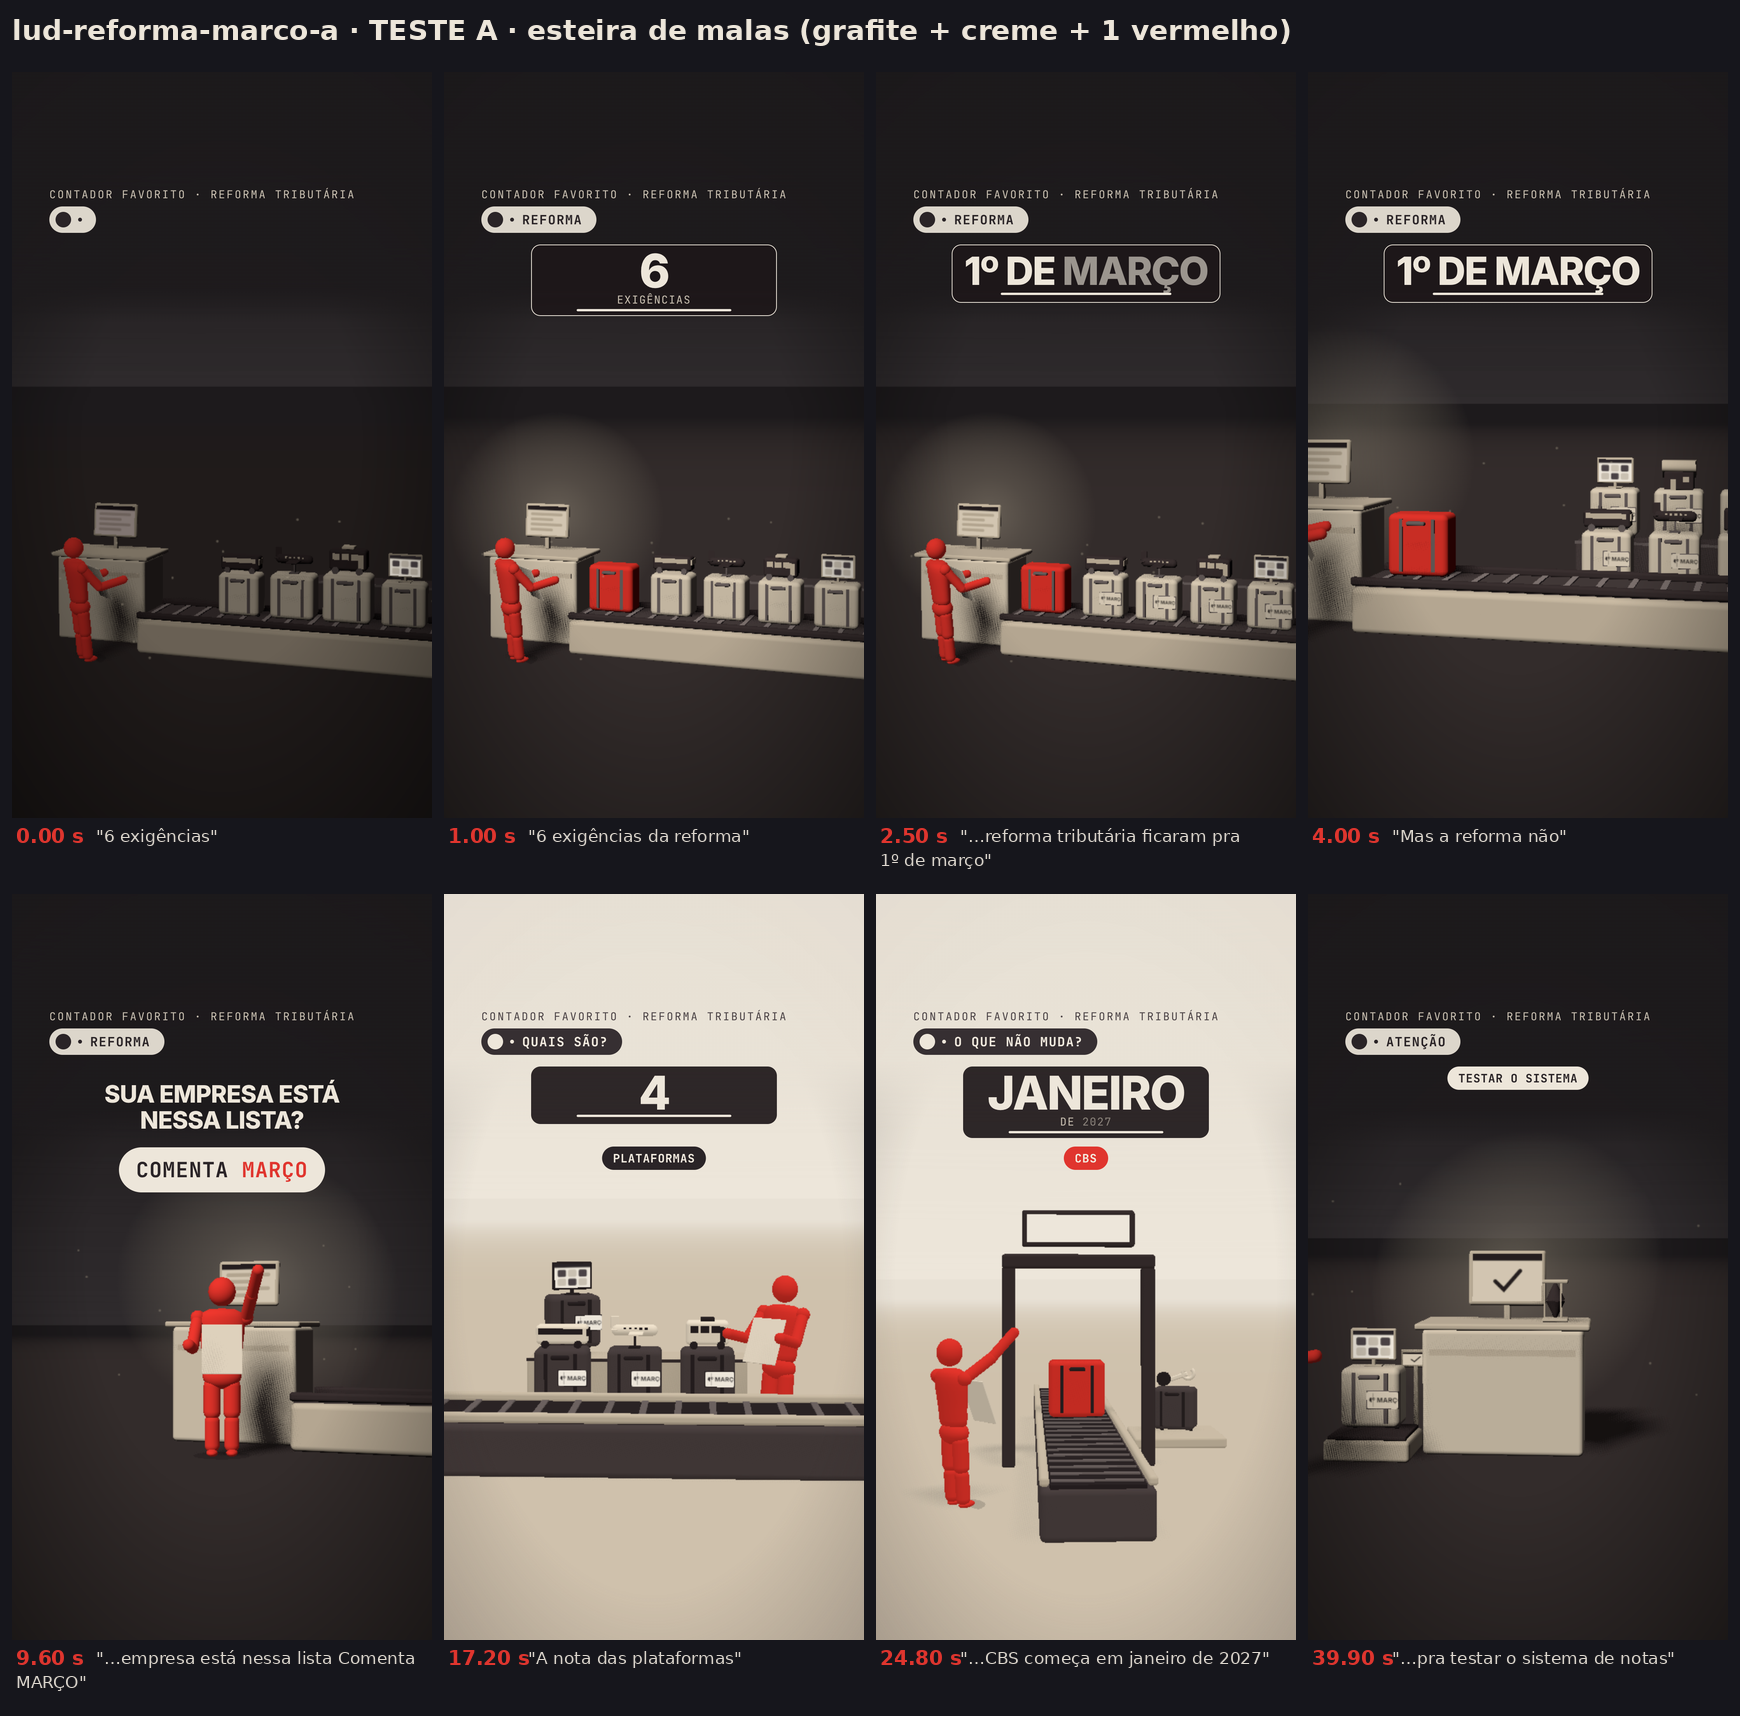 lud-reforma-marco-a · TESTE A · esteira de malas (grafite + creme + 1 vermelho)
CONTADOR FAVORITO · REFORMA TRIBUTÁRIA
•
0.00 s "6 exigências"
CONTADOR FAVORITO · REFORMA TRIBUTÁRIA
• REFORMA
6
EXIGÊNCIAS
1.00 s "6 exigências da reforma"
CONTADOR FAVORITO · REFORMA TRIBUTÁRIA
• REFORMA
1º DE MARÇO
2.50 s "...reforma tributária ficaram pra
1º de março"
CONTADOR FAVORITO · REFORMA TRIBUTÁRIA
• REFORMA
1º DE MARÇO
4.00 s "Mas a reforma não"
CONTADOR FAVORITO · REFORMA TRIBUTÁRIA
• REFORMA
SUA EMPRESA ESTÁ
NESSA LISTA?
COMENTA MARÇO
9.60 s "...empresa está nessa lista Comenta
MARÇO"
CONTADOR FAVORITO · REFORMA TRIBUTÁRIA
• QUAIS SÃO?
4
PLATAFORMAS
17.20 s "A nota das plataformas"
CONTADOR FAVORITO · REFORMA TRIBUTÁRIA
• O QUE NÃO MUDA?
JANEIRO
DE 2027
CBS
24.80 s "...CBS começa em janeiro de 2027"
CONTADOR FAVORITO · REFORMA TRIBUTÁRIA
• ATENÇÃO
TESTAR O SISTEMA
39.90 s "...pra testar o sistema de notas"